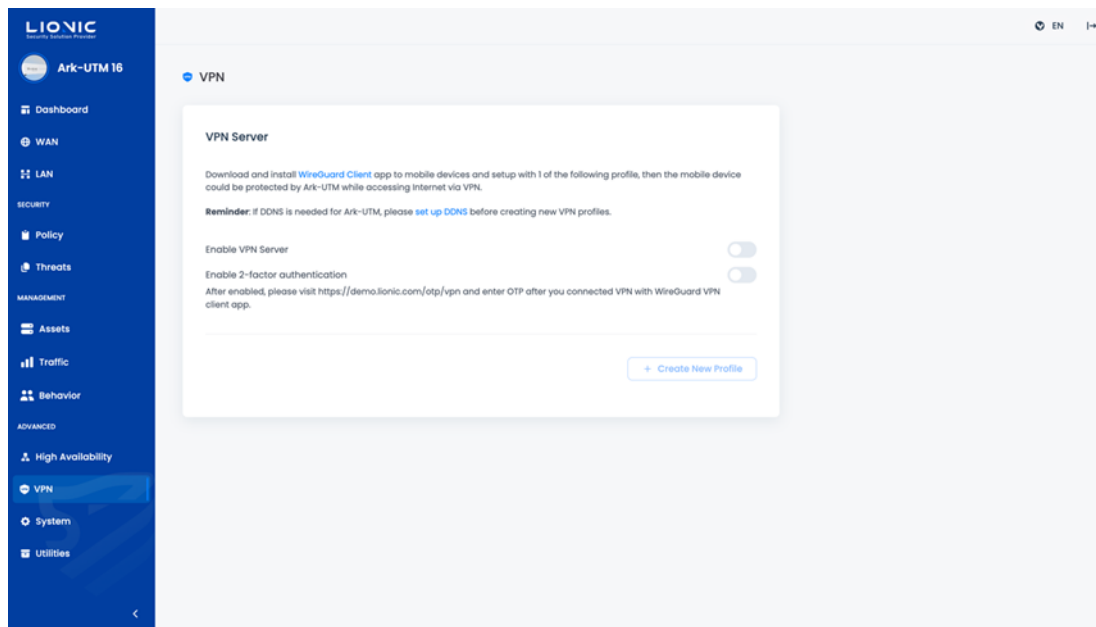 LIONIC
Security Solution Provider
Ark-UTM 16
Dashboard
WAN
LAN
SECURITY
Policy
Threats
MANAGEMENT
Assets
Traffic
Behavior
ADVANCED
High Availability
VPN
System
Utilities
EN
VPN
VPN Server
Download and install WireGuard Client app to mobile devices and setup with 1 of the following profile, then the mobile device
could be protected by Ark-UTM while accessing Internet via VPN.
Reminder: If DDNS is needed for Ark-UTM, please set up DDNS before creating new VPN profiles.
Enable VPN Server
Enable 2-factor authentication
After enabled, please visit https://demo.lionic.com/otp/vpn and enter OTP after you connected VPN with WireGuard VPN
client app.
+ Create New Profile